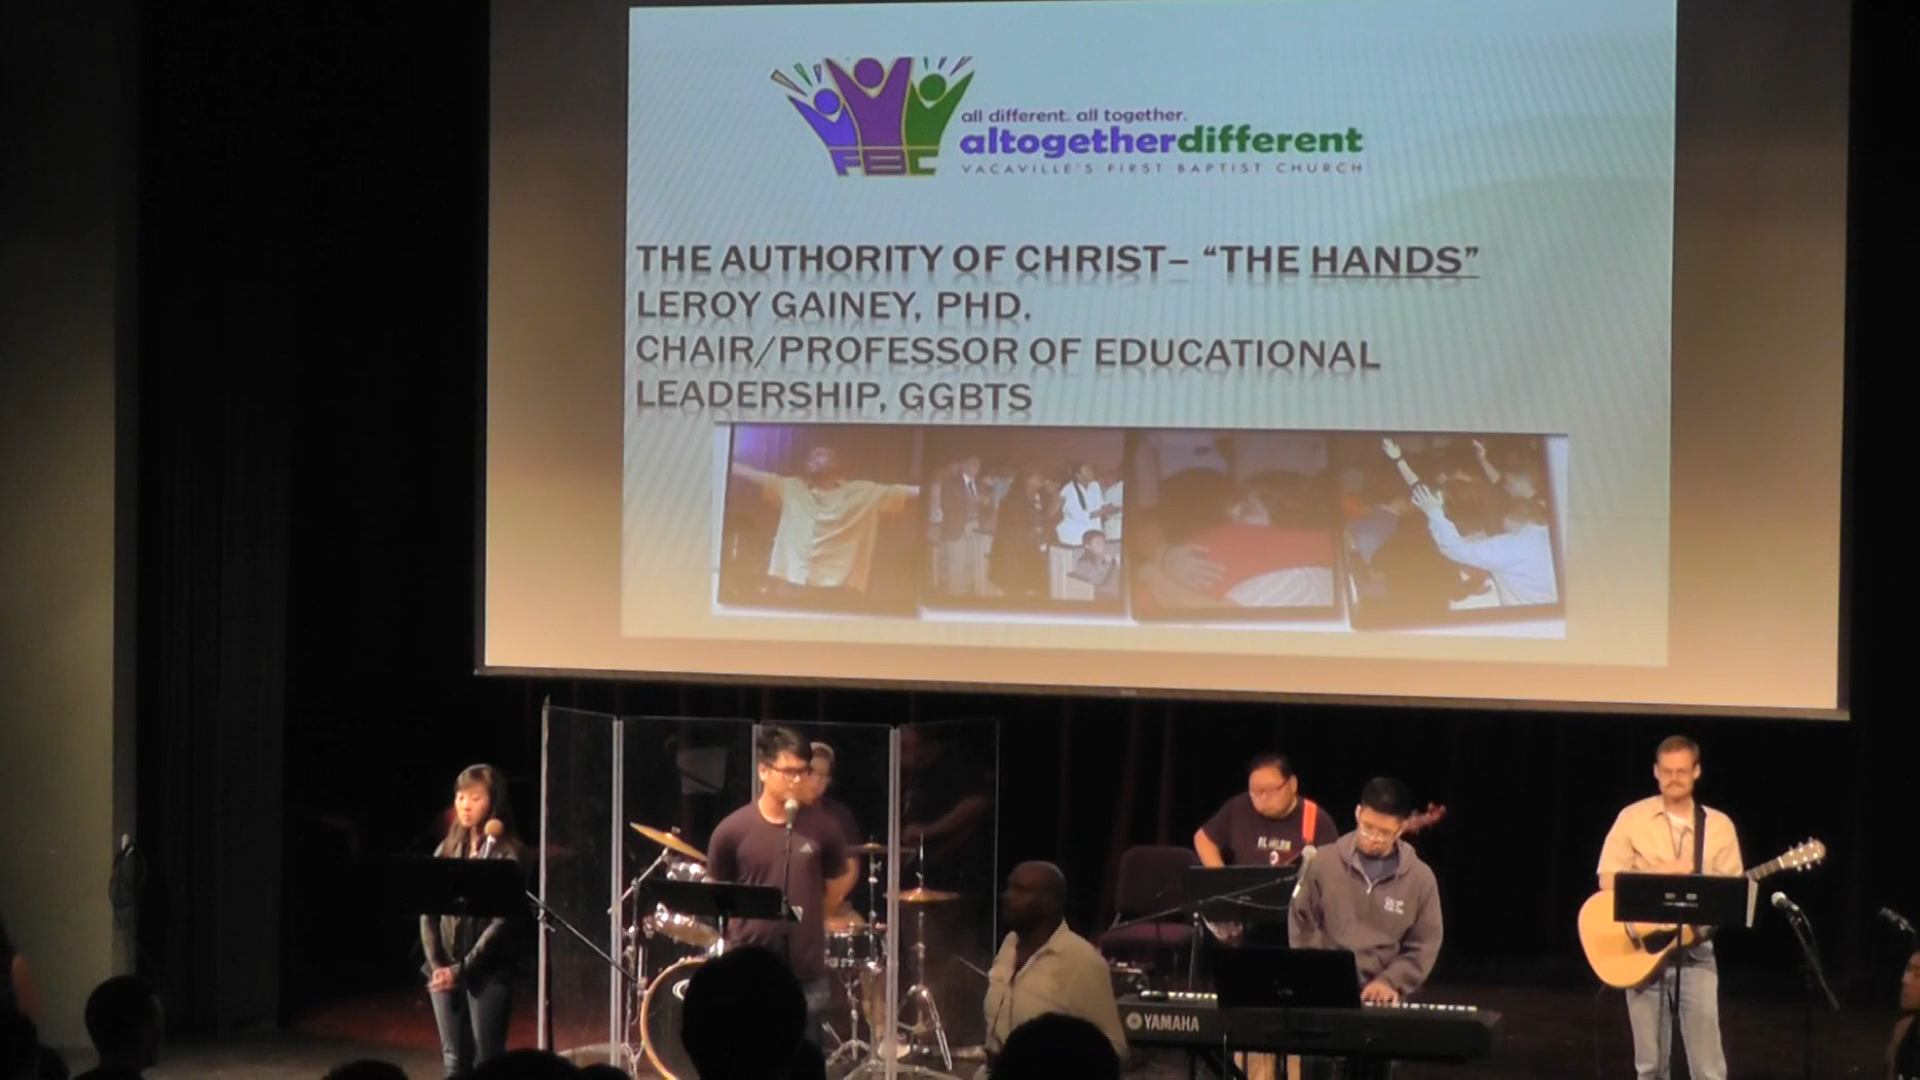 all different. all together.
altogetherdifferent
FBC
VACAVILLE'S FIRST BAPTIST CHURCH
THE AUTHORITY OF CHRIST– “THE HANDS”
LEROY GAINEY, PHD.
CHAIR/PROFESSOR OF EDUCATIONAL
LEADERSHIP, GGBTS
YAMAHA